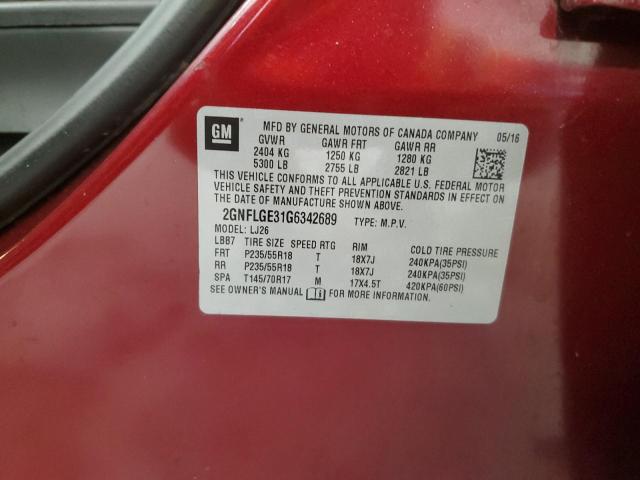 GM
MFD BY GENERAL MOTORS OF CANADA COMPANY 05/16
GVWR GAWR FRT GAWR RR
2404 KG 1250 KG 1280 KG
5300 LB 2755 LB 2821 LB
THIS VEHICLE CONFORMS TO ALL APPLICABLE U.S. FEDERAL MOTOR
VEHICLE SAFETY AND THEFT PREVENTION STANDARDS IN EFFECT ON
THE DATE OF MANUFACTURE SHOWN ABOVE.
2GNFLGE31G6342689 TYPE: M.P.V.
MODEL: LJ26
LBB7 TIRE SIZE SPEED RTG RIM COLD TIRE PRESSURE
FRT P235/55R18 T 18X7J 240KPA(35PSI)
RR P235/55R18 T 18X7J 240KPA(35PSI)
SPA T145/70R17 M 17X4.5T 420KPA(60PSI)
SEE OWNER'S MANUAL FOR MORE INFORMATION.